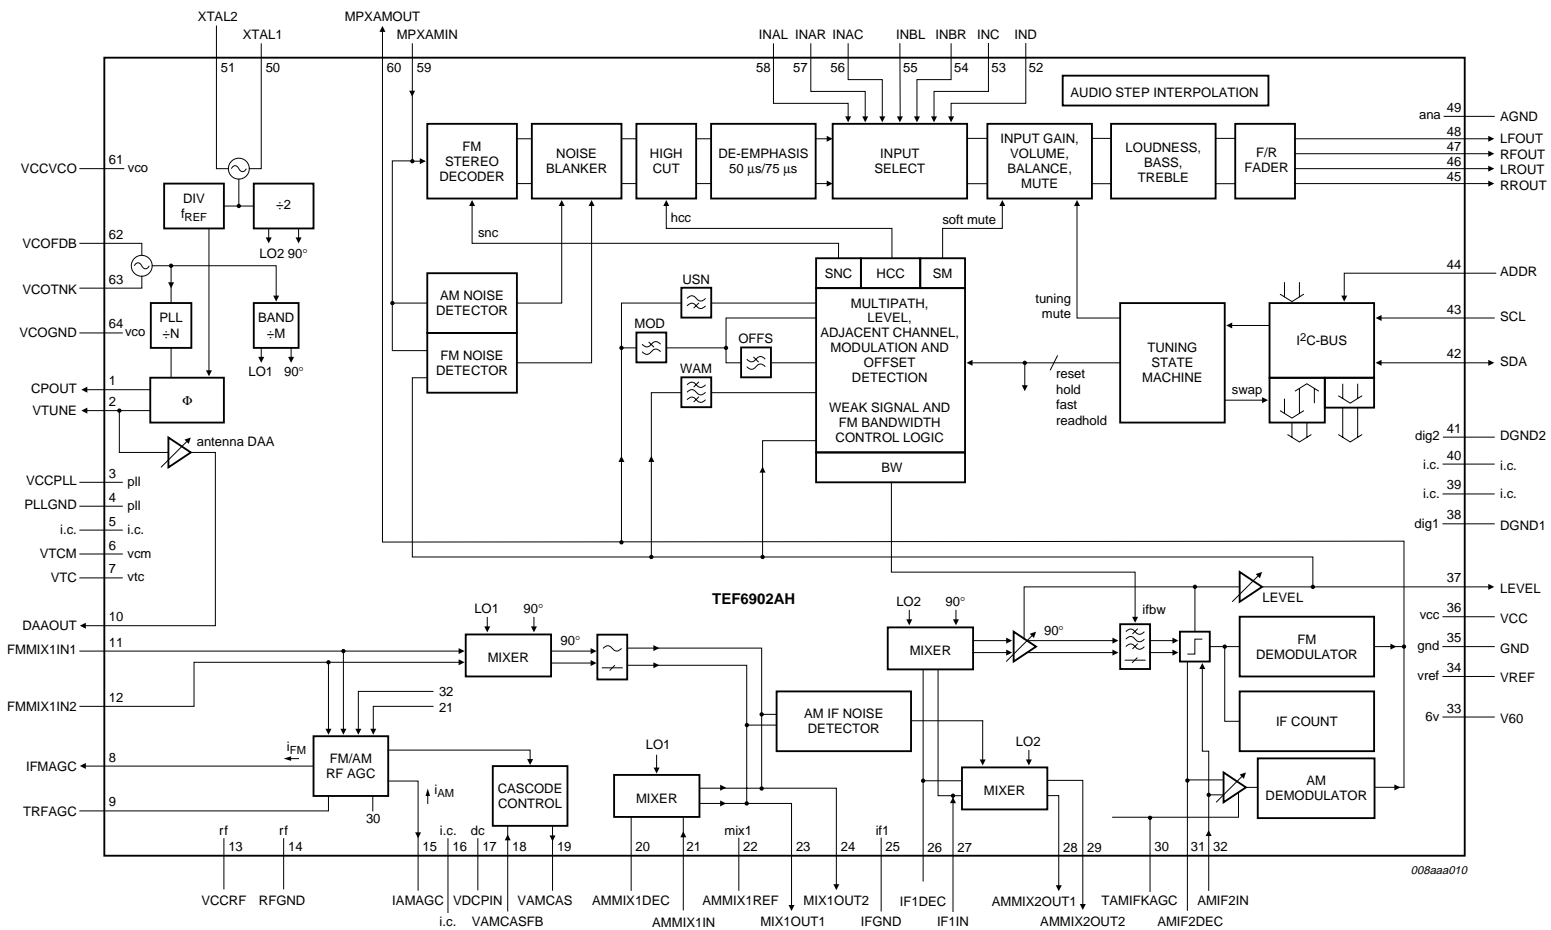 XTAL2
XTAL1
MPXAMOUT
MPXAMIN
INAL INAR INAC INBL INBR INC IND
51 50 60 59 58 57 56 55 54 53 52
AUDIO STEP INTERPOLATION
ana 49 AGND
48 LFOUT
47 RFOUT
46 LROUT
45 RROUT
VCCVCO 61 vco
FM
STEREO
DECODER
NOISE
BLANKER
HIGH
CUT
DE-EMPHASIS
50 µs/75 µs
INPUT
SELECT
INPUT GAIN,
VOLUME,
BALANCE,
MUTE
LOUDNESS,
BASS,
TREBLE
F/R
FADER
DIV
fREF
÷2
LO2 90°
snc
hcc
soft mute
VCOFDB 62
VCOTNK 63
VCOGND 64 vco
PLL
÷N
BAND
÷M
LO1 90°
AM NOISE
DETECTOR
FM NOISE
DETECTOR
USN
MOD
OFFS
WAM
SNC HCC SM
MULTIPATH,
LEVEL,
ADJACENT CHANNEL,
MODULATION AND
OFFSET
DETECTION
WEAK SIGNAL AND
FM BANDWIDTH
CONTROL LOGIC
BW
tuning
mute
reset
hold
fast
readhold
TUNING
STATE
MACHINE
swap
I2C-BUS
44 ADDR
43 SCL
42 SDA
CPOUT 1
VTUNE 2
Φ
antenna DAA
dig2 41 DGND2
i.c. 40 i.c.
i.c. 39 i.c.
dig1 38 DGND1
VCCPLL 3 pll
PLLGND 4 pll
i.c. 5 i.c.
VTCM 6 vcm
VTC 7 vtc
DAAOUT 10
FMMIX1IN1 11
FMMIX1IN2 12
IFMAGC 8
TRFAGC 9
TEF6902AH
LO1 90°
MIXER
90°
LO2 90°
MIXER
90°
ifbw
LEVEL
37 LEVEL
vcc 36 VCC
gnd 35 GND
vref 34 VREF
6v 33 V60
FM
DEMODULATOR
IF COUNT
AM
DEMODULATOR
32
21
iFM
FM/AM
RF AGC
iAM
30
CASCODE
CONTROL
LO1
MIXER
AM IF NOISE
DETECTOR
LO2
MIXER
rf rf i.c. dc mix1 if1
13 14 15 16 17 18 19 20 21 22 23 24 25 26 27 28 29 30 31 32
008aaa010
VCCRF RFGND IAMAGC VDCPIN VAMCAS AMMIX1DEC AMMIX1REF MIX1OUT2 IF1DEC AMMIX2OUT1 TAMIFKAGC AMIF2IN
i.c. VAMCASFB AMMIX1IN MIX1OUT1 IFGND IF1IN AMMIX2OUT2 AMIF2DEC